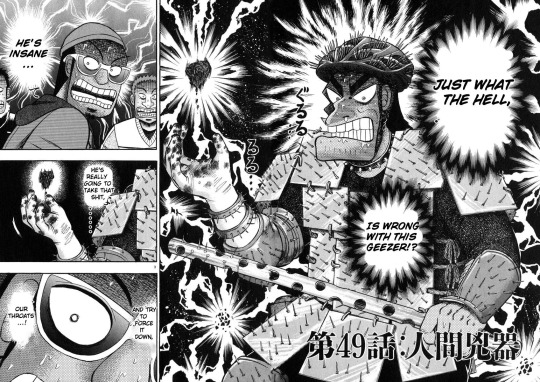 JUST WHAT
THE HELL,
IS WRONG
WITH THIS
GEEZER!?
ぐるる
るる…
第49話:人間兇器
HE'S
INSANE
...
HE'S
REALLY
GOING TO
TAKE THAT
SHIT,
AND TRY
TO FORCE
IT DOWN,
OUR
THROATS
...!